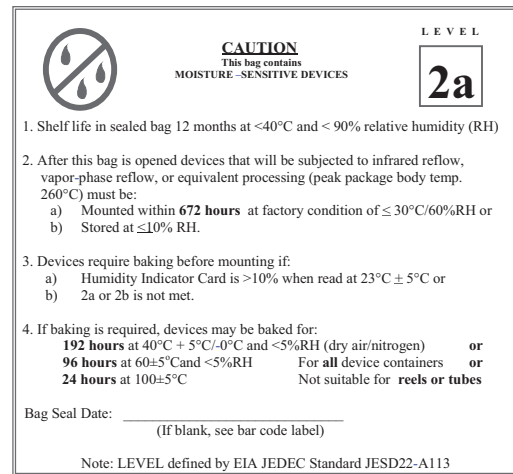 LEVEL
CAUTION
This bag contains
MOISTURE –SENSITIVE DEVICES
2a
1. Shelf life in sealed bag 12 months at <40°C and < 90% relative humidity (RH)
2. After this bag is opened devices that will be subjected to infrared reflow,
vapor-phase reflow, or equivalent processing (peak package body temp.
260°C) must be:
a) Mounted within 672 hours at factory condition of ≤ 30°C/60%RH or
b) Stored at ≤10% RH.
3. Devices require baking before mounting if:
a) Humidity Indicator Card is >10% when read at 23°C ± 5°C or
b) 2a or 2b is not met.
4. If baking is required, devices may be baked for:
192 hours at 40°C + 5°C/-0°C and <5%RH (dry air/nitrogen) or
96 hours at 60±5°Cand <5%RH For all device containers or
24 hours at 100±5°C Not suitable for reels or tubes
Bag Seal Date: ______________________________
(If blank, see bar code label)
Note: LEVEL defined by EIA JEDEC Standard JESD22-A113